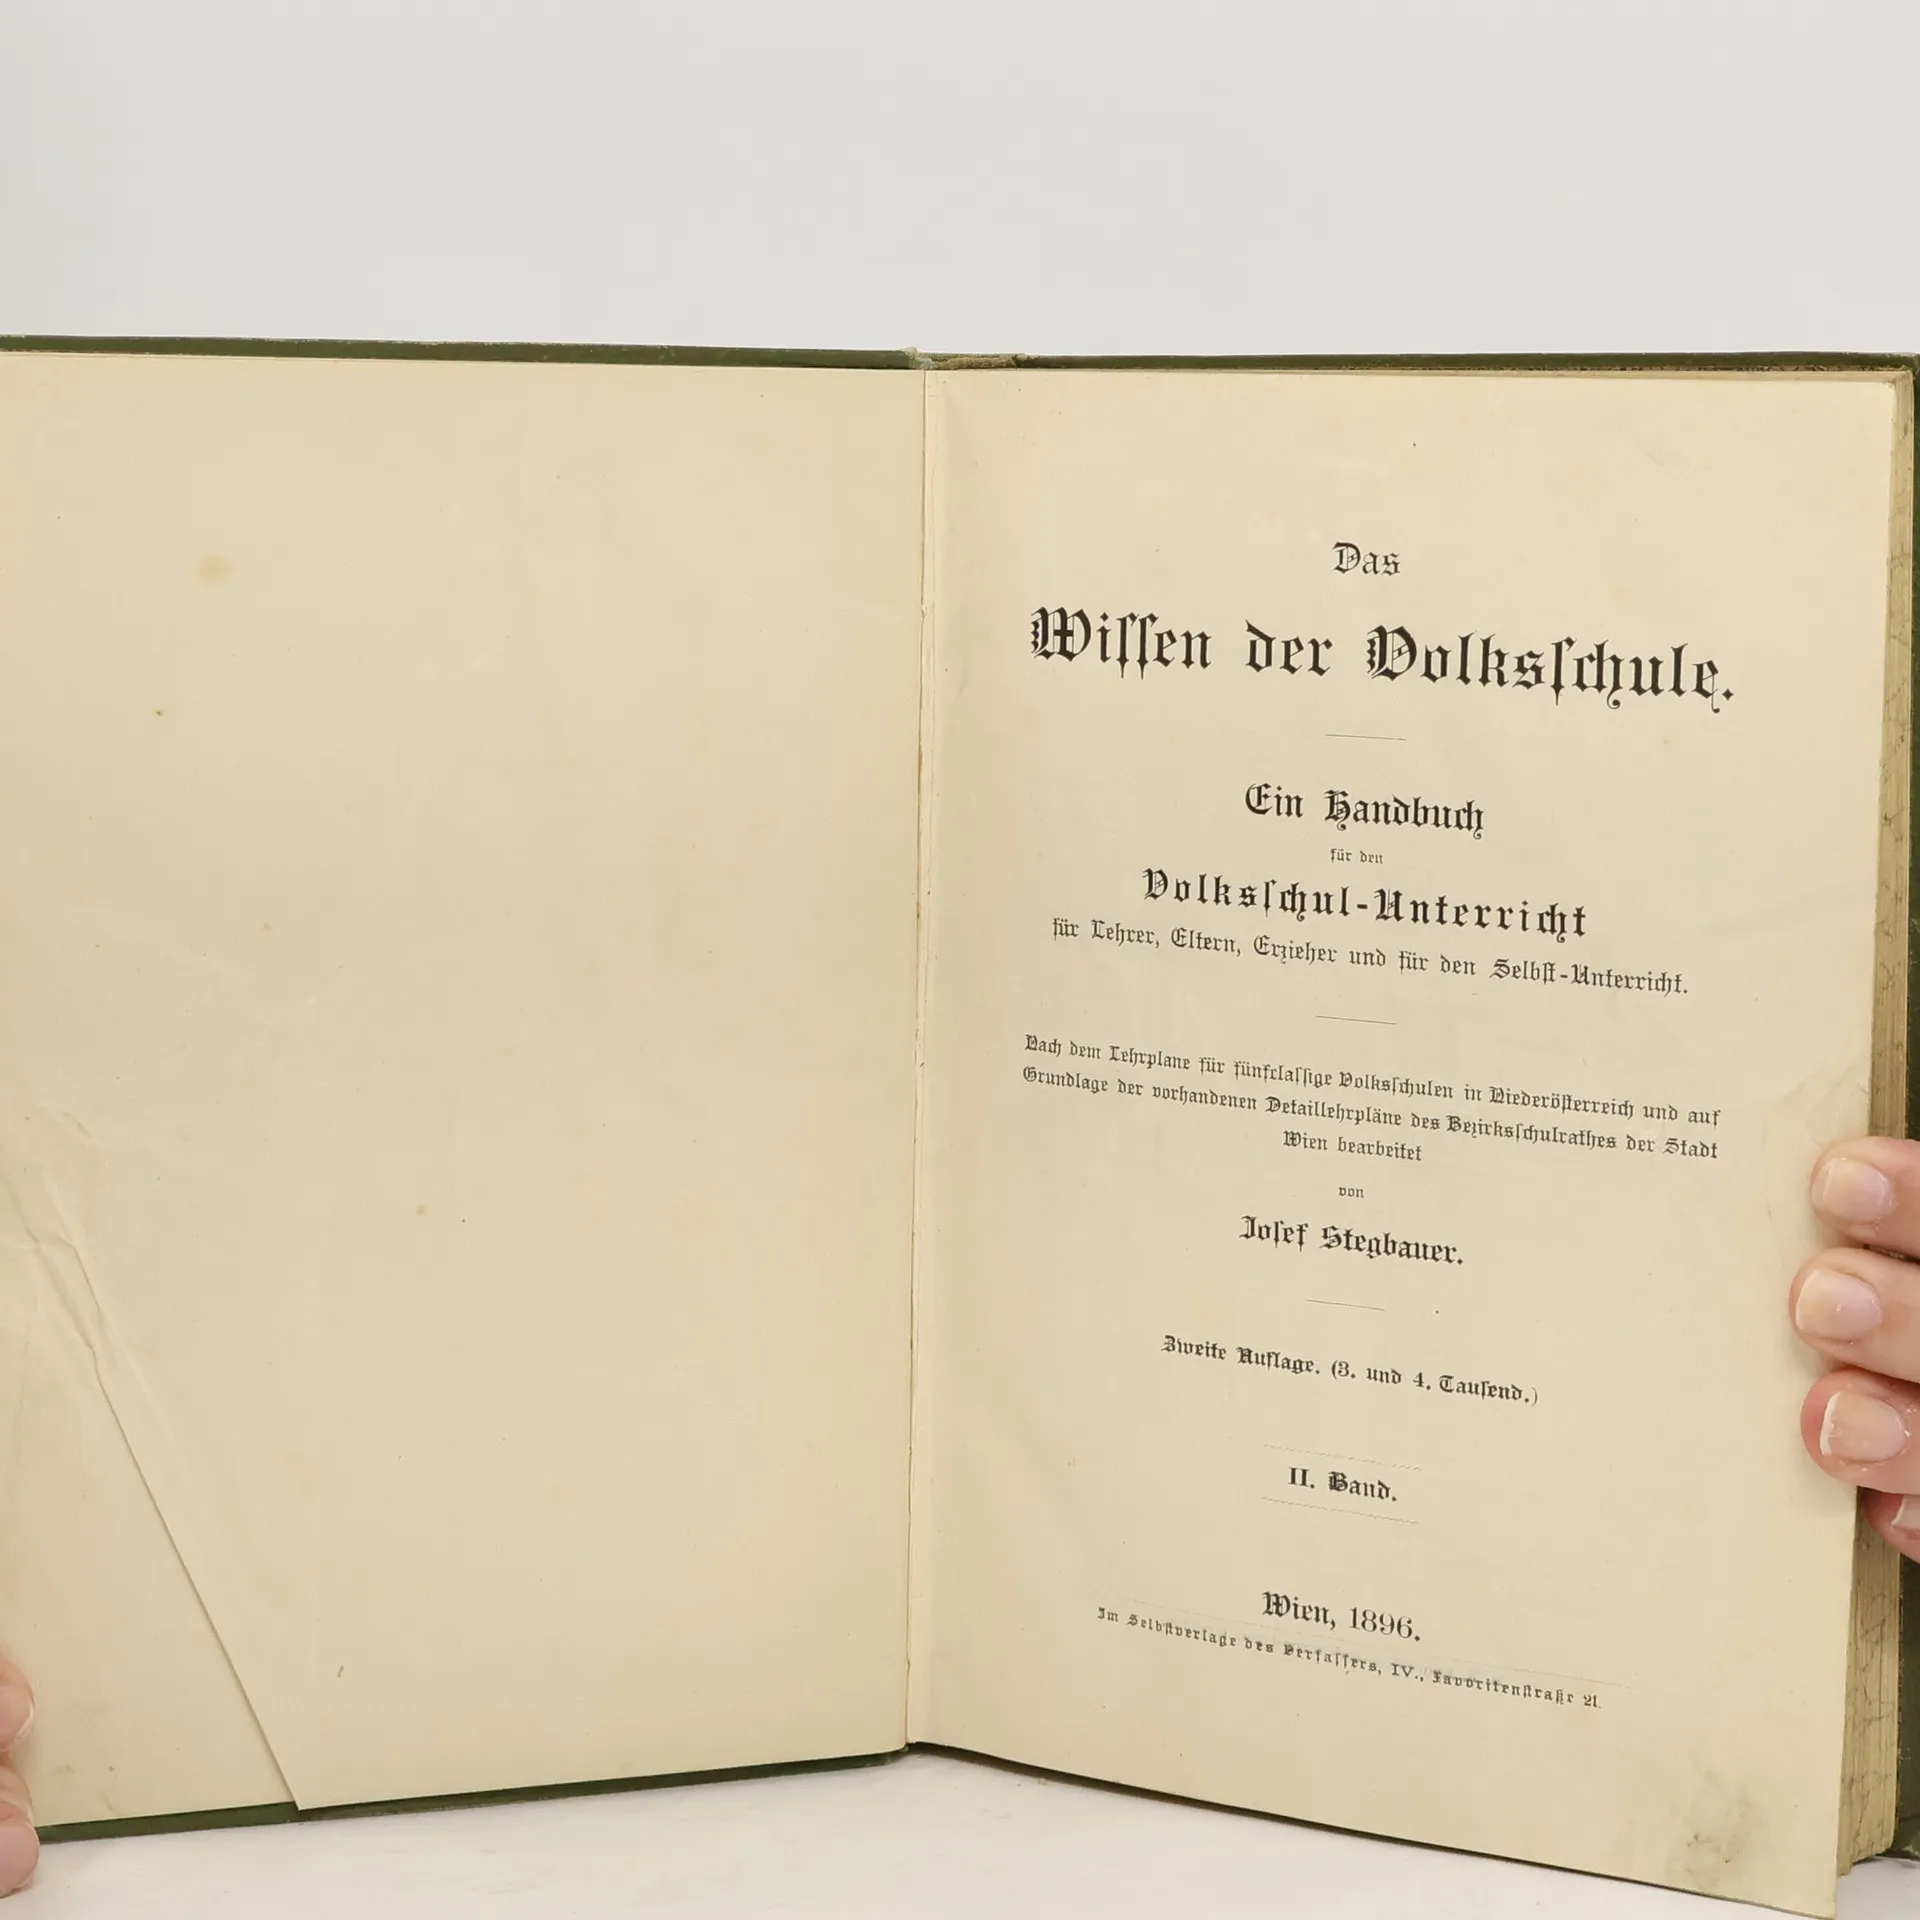 Das
Wiſſen der Volksſchule.
Ein Handbuch
für den
Volksſchul-Unterricht
für Lehrer, Eltern, Erzieher und für den Selbſt-Unterricht.
Nach dem Lehrplane für fünfclaſſige Volksſchulen in Niederöſterreich und auf
Grundlage der vorhandenen Detaillehrpläne des Bezirksſchulrathes der Stadt
Wien bearbeitet
von
Joſef Stegbauer.
Zweite Auflage. (3. und 4. Tauſend.)
II. Band.
Wien, 1896.
Im Selbſtverlage des Verfaſſers, IV., Favoritenſtraße 21.